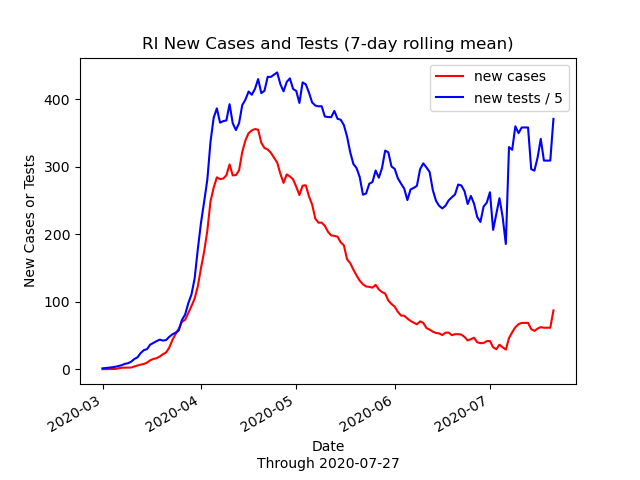 RI New Cases and Tests (7-day rolling mean)
new cases
new tests / 5
New Cases or Tests
400
300
200
100
0
2020-03
2020-04
2020-05
2020-06
2020-07
Date
Through 2020-07-27